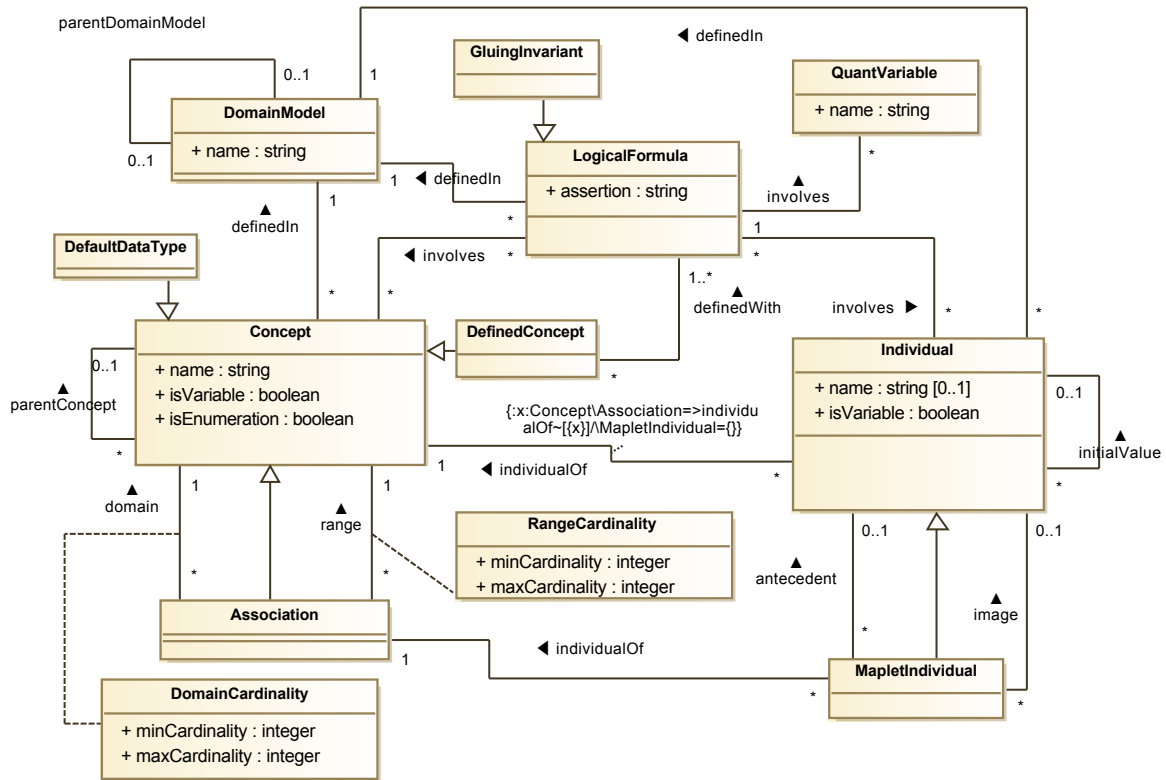 parentDomainModel
◄ definedIn
GluingInvariant
QuantVariable
+ name : string
0..1
1
DomainModel
+ name : string
0..1
1
◄ definedIn
*
LogicalFormula
+ assertion : string
*
▲
involves
1
▲
definedIn
1
DefaultDataType
◄ involves
*
*
*
1..*
▲
definedWith
involves ►
*
*
*
Concept
+ name : string
+ isVariable : boolean
+ isEnumeration : boolean
0..1
▲
parentConcept
*
DefinedConcept
*
Individual
+ name : string [0..1]
+ isVariable : boolean
0..1
▲
initialValue
*
{:x:Concept\Association=>individu
alOf~[{x}]/\MapletIndividual={}}
1
◄ individualOf
*
▲
domain
1
1
▲
range
RangeCardinality
+ minCardinality : integer
+ maxCardinality : integer
0..1
0..1
▲
antecedent
▲
image
*
*
Association
1
◄ individualOf
*
*
MapletIndividual
*
DomainCardinality
+ minCardinality : integer
+ maxCardinality : integer